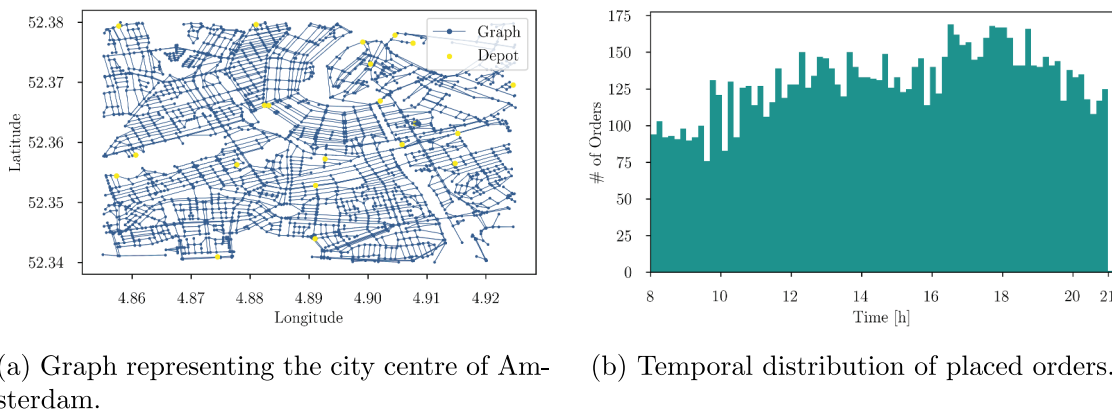 52.38
52.37
52.36
52.35
52.34
Latitude
4.86 4.87 4.88 4.89 4.90 4.91 4.92
Longitude
Graph
Depot
(a) Graph representing the city centre of Am-
sterdam.
175
150
125
100
75
50
25
0
# of Orders
8 10 12 14 16 18 20 21
Time [h]
(b) Temporal distribution of placed orders.